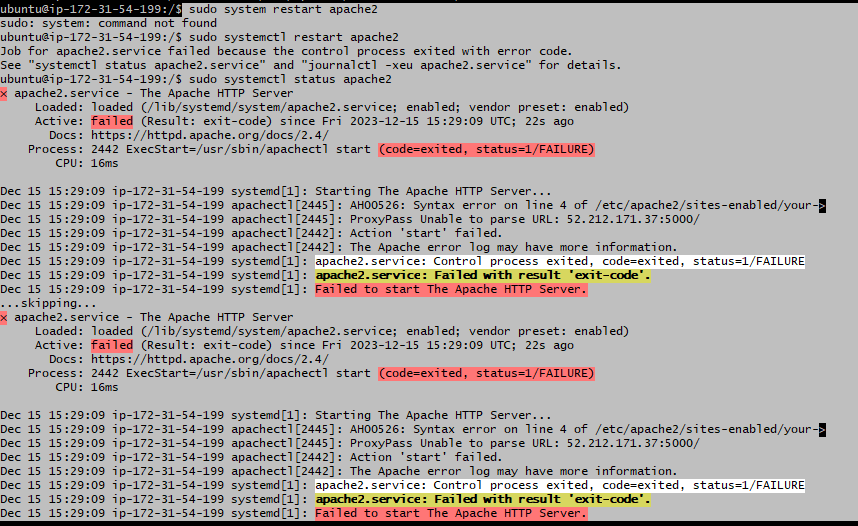 ubuntu@ip-172-31-54-199:/$ sudo system restart apache2
sudo: system: command not found
ubuntu@ip-172-31-54-199:/$ sudo systemctl restart apache2
Job for apache2.service failed because the control process exited with error code.
See "systemctl status apache2.service" and "journalctl -xeu apache2.service" for details.
ubuntu@ip-172-31-54-199:/$ sudo systemctl status apache2
× apache2.service - The Apache HTTP Server
     Loaded: loaded (/lib/systemd/system/apache2.service; enabled; vendor preset: enabled)
     Active: failed (Result: exit-code) since Fri 2023-12-15 15:29:09 UTC; 22s ago
       Docs: https://httpd.apache.org/docs/2.4/
    Process: 2442 ExecStart=/usr/sbin/apachectl start (code=exited, status=1/FAILURE)
        CPU: 16ms

Dec 15 15:29:09 ip-172-31-54-199 systemd[1]: Starting The Apache HTTP Server...
Dec 15 15:29:09 ip-172-31-54-199 apachectl[2445]: AH00526: Syntax error on line 4 of /etc/apache2/sites-enabled/your->
Dec 15 15:29:09 ip-172-31-54-199 apachectl[2445]: ProxyPass Unable to parse URL: 52.212.171.37:5000/
Dec 15 15:29:09 ip-172-31-54-199 apachectl[2442]: Action 'start' failed.
Dec 15 15:29:09 ip-172-31-54-199 apachectl[2442]: The Apache error log may have more information.
Dec 15 15:29:09 ip-172-31-54-199 systemd[1]: apache2.service: Control process exited, code=exited, status=1/FAILURE
Dec 15 15:29:09 ip-172-31-54-199 systemd[1]: apache2.service: Failed with result 'exit-code'.
Dec 15 15:29:09 ip-172-31-54-199 systemd[1]: Failed to start The Apache HTTP Server.
...skipping...
× apache2.service - The Apache HTTP Server
     Loaded: loaded (/lib/systemd/system/apache2.service; enabled; vendor preset: enabled)
     Active: failed (Result: exit-code) since Fri 2023-12-15 15:29:09 UTC; 22s ago
       Docs: https://httpd.apache.org/docs/2.4/
    Process: 2442 ExecStart=/usr/sbin/apachectl start (code=exited, status=1/FAILURE)
        CPU: 16ms

Dec 15 15:29:09 ip-172-31-54-199 systemd[1]: Starting The Apache HTTP Server...
Dec 15 15:29:09 ip-172-31-54-199 apachectl[2445]: AH00526: Syntax error on line 4 of /etc/apache2/sites-enabled/your->
Dec 15 15:29:09 ip-172-31-54-199 apachectl[2445]: ProxyPass Unable to parse URL: 52.212.171.37:5000/
Dec 15 15:29:09 ip-172-31-54-199 apachectl[2442]: Action 'start' failed.
Dec 15 15:29:09 ip-172-31-54-199 apachectl[2442]: The Apache error log may have more information.
Dec 15 15:29:09 ip-172-31-54-199 systemd[1]: apache2.service: Control process exited, code=exited, status=1/FAILURE
Dec 15 15:29:09 ip-172-31-54-199 systemd[1]: apache2.service: Failed with result 'exit-code'.
Dec 15 15:29:09 ip-172-31-54-199 systemd[1]: Failed to start The Apache HTTP Server.